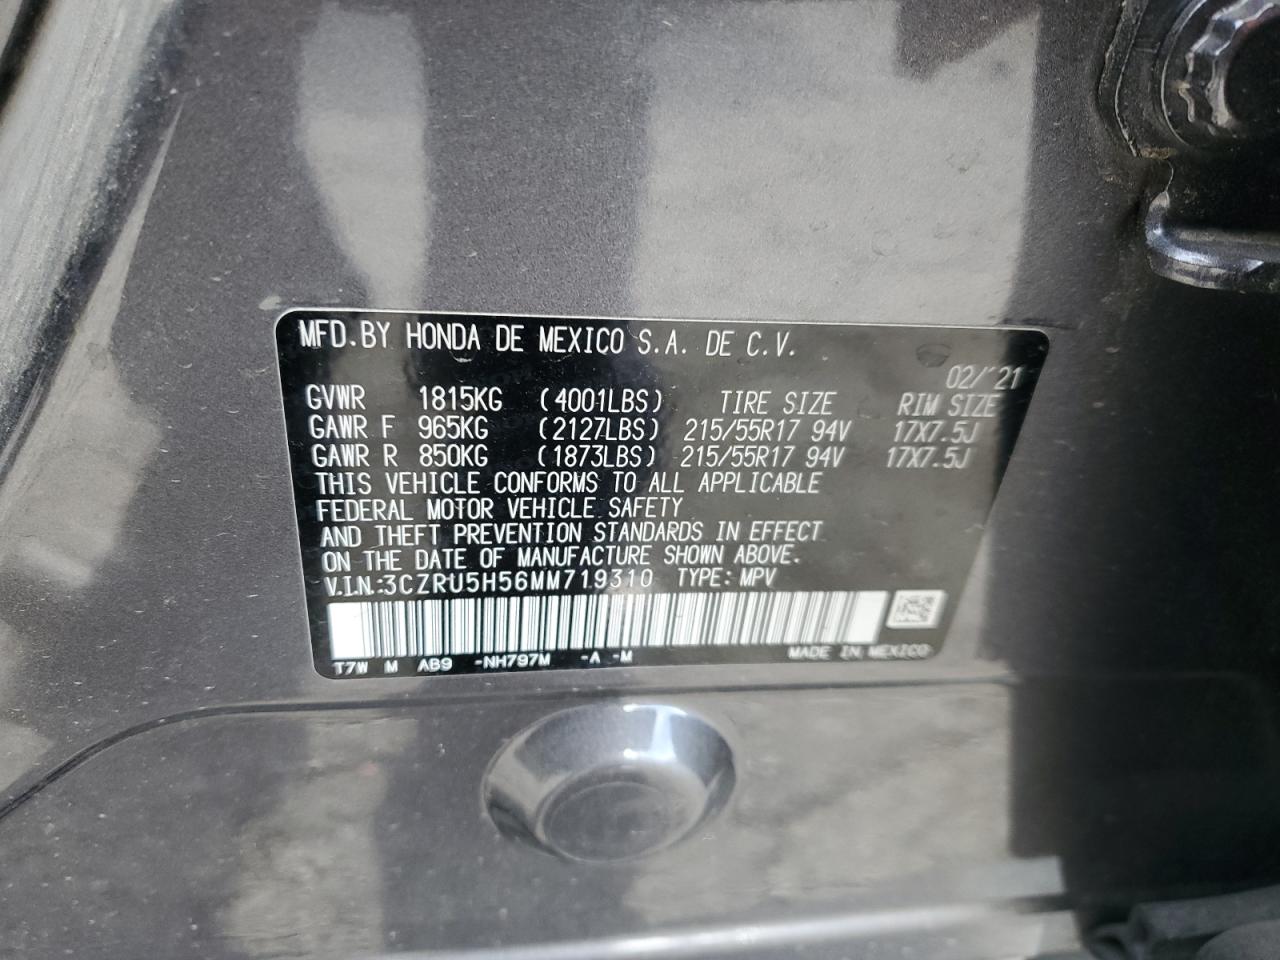 MFD.BY HONDA DE MEXICO S.A. DE C.V.
02/'21
GVWR 1815KG (4001LBS) TIRE SIZE RIM SIZE
GAWR F 965KG (2127LBS) 215/55R17 94V 17X7.5J
GAWR R 850KG (1873LBS) 215/55R17 94V 17X7.5J
THIS VEHICLE CONFORMS TO ALL APPLICABLE
FEDERAL MOTOR VEHICLE SAFETY
AND THEFT PREVENTION STANDARDS IN EFFECT
ON THE DATE OF MANUFACTURE SHOWN ABOVE.
V.I.N.:3CZRU5H56MM719310 TYPE: MPV
T7W M AB9 -NH797M -A -M MADE IN MEXICO